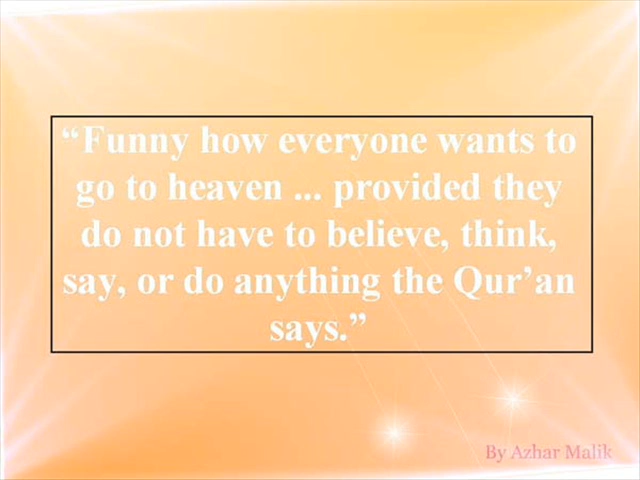 “Funny how everyone wants to
go to heaven ... provided they
do not have to believe, think,
say, or do anything the Qur’an
says.”
By Azhar Malik